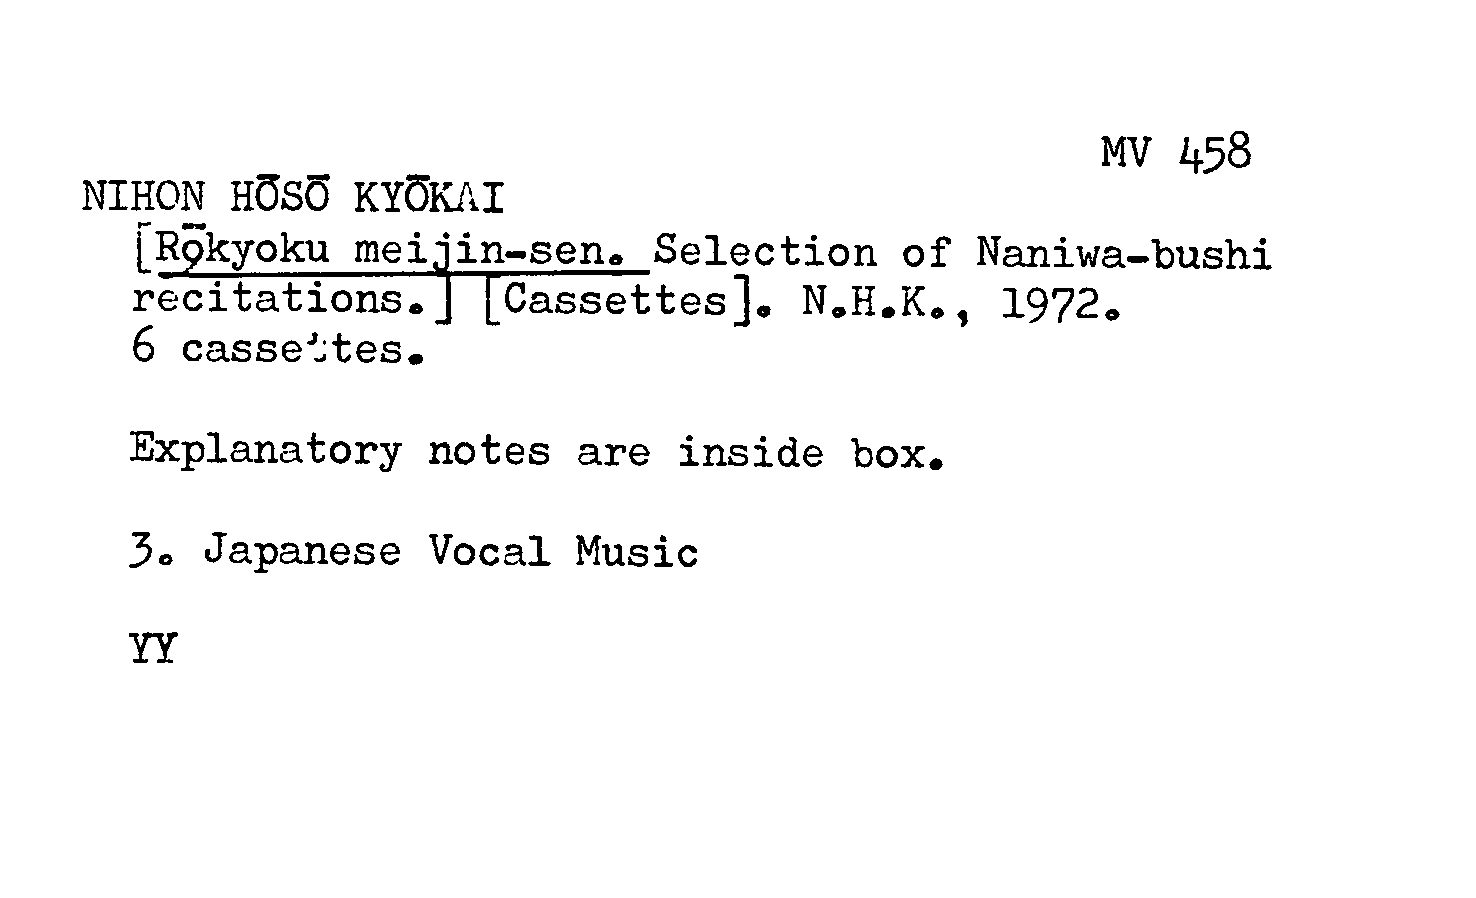 MV 458
NIHON HŌSŌ KYŌKAI
[Rōkyoku meijin-sen. Selection of Naniwa-bushi
recitations.] [Cassettes]. N.H.K., 1972.
6 cassettes.
Explanatory notes are inside box.
3. Japanese Vocal Music
YY